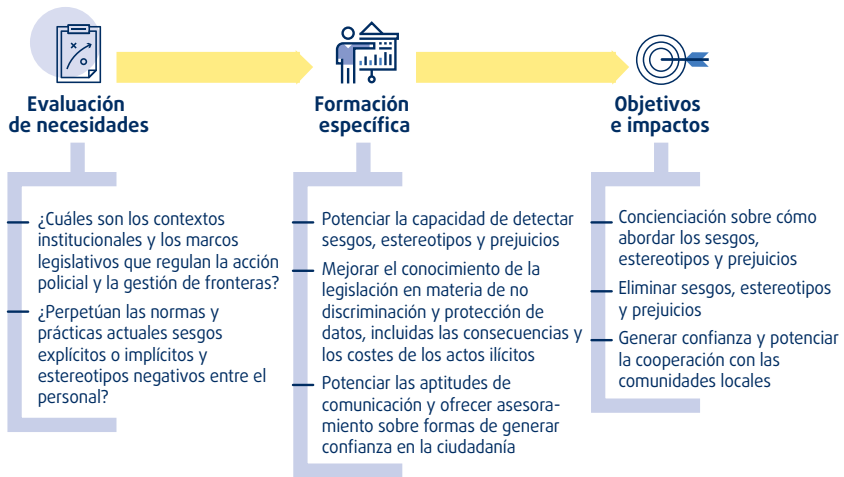 Evaluación
de necesidades
¿Cuáles son los contextos
institucionales y los marcos
legislativos que regulan la acción
policial y la gestión de fronteras?
¿Perpetúan las normas y
prácticas actuales sesgos
explícitos o implícitos y
estereotipos negativos entre el
personal?
Formación
específica
Potenciar la capacidad de detectar
sesgos, estereotipos y prejuicios
Mejorar el conocimiento de la
legislación en materia de no
discriminación y protección de
datos, incluidas las consecuencias y
los costes de los actos ilícitos
Potenciar las aptitudes de
comunicación y ofrecer asesora-
miento sobre formas de generar
confianza en la ciudadanía
Objetivos
e impactos
Concienciación sobre cómo
abordar los sesgos,
estereotipos y prejuicios
Eliminar sesgos, estereotipos
y prejuicios
Generar confianza y potenciar
la cooperación con las
comunidades locales